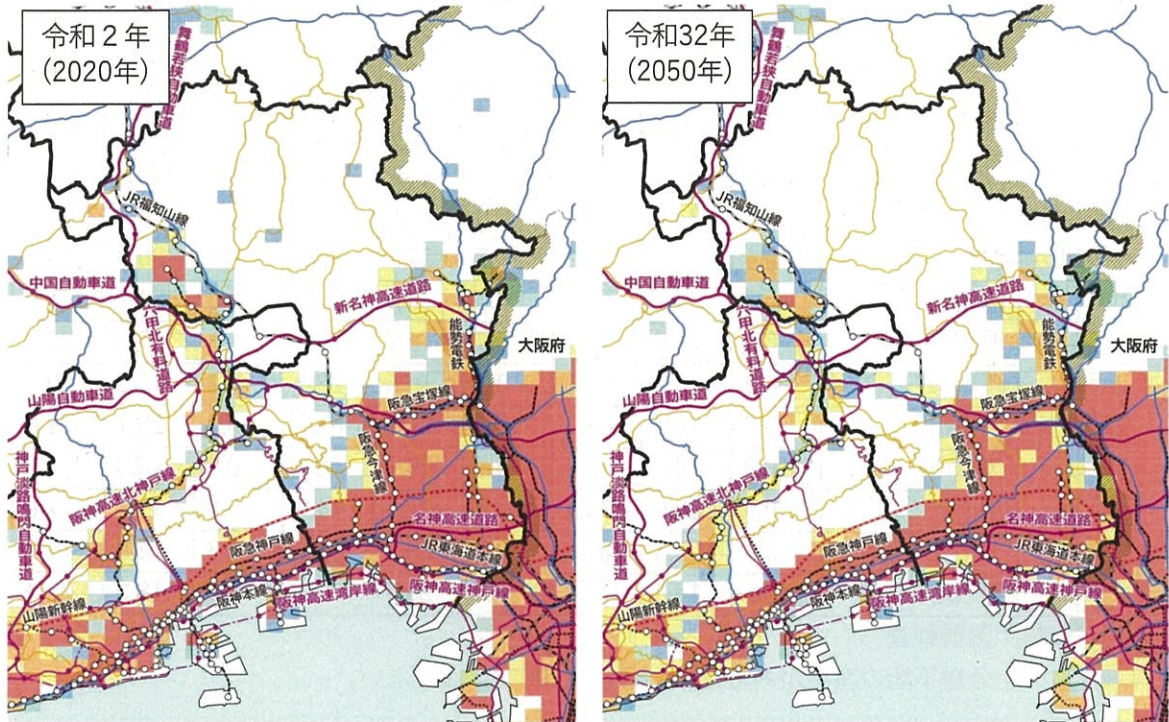 令和２年
(2020年)
舞鶴若狭自動車道
JR福知山線
中国自動車道
新名神高速道路
六甲北有料道路
能勢電鉄
大阪府
山陽自動車道
阪急宝塚線
阪急今津線
神戸淡路鳴門自動車道
阪神高速北神戸線
名神高速道路
阪急神戸線
JR東海道本線
阪神高速神戸線
阪神高速湾岸線
阪神本線
山陽新幹線
令和32年
(2050年)
舞鶴若狭自動車道
JR福知山線
中国自動車道
新名神高速道路
六甲北有料道路
能勢電鉄
大阪府
山陽自動車道
阪急宝塚線
阪急今津線
神戸淡路鳴門自動車道
阪神高速北神戸線
名神高速道路
阪急神戸線
JR東海道本線
阪神高速神戸線
阪神高速湾岸線
阪神本線
山陽新幹線